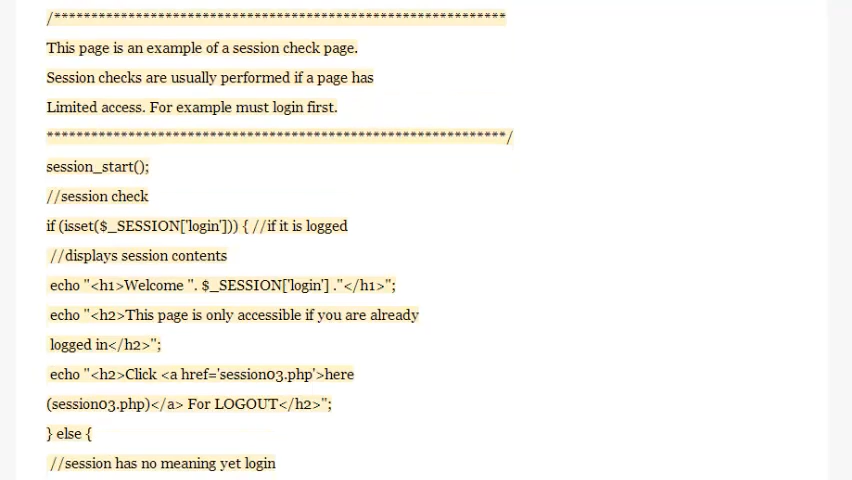 /*************************************************************
This page is an example of a session check page.
Session checks are usually performed if a page has
Limited access. For example must login first.
**************************************************************/
session_start();
//session check
if (isset($_SESSION['login'])) { //if it is logged
//displays session contents
echo "<h1>Welcome ". $_SESSION['login'] ."</h1>";
echo "<h2>This page is only accessible if you are already
logged in</h2>";
echo "<h2>Click <a href='session03.php'>here
(session03.php)</a> For LOGOUT</h2>";
} else {
//session has no meaning yet login